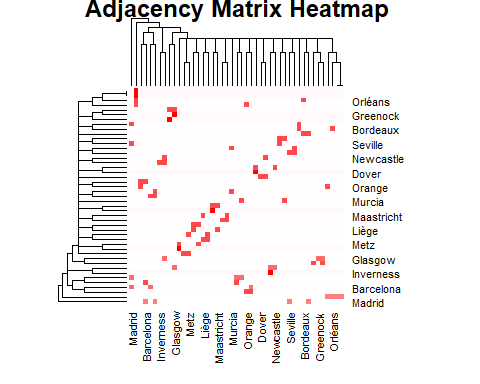 Adjacency Matrix Heatmap
Orléans
Greenock
Bordeaux
Seville
Newcastle
Dover
Orange
Murcia
Maastricht
Liège
Metz
Glasgow
Inverness
Barcelona
Madrid
Madrid
Barcelona
Inverness
Glasgow
Metz
Liège
Maastricht
Murcia
Orange
Dover
Newcastle
Seville
Bordeaux
Greenock
Orléans